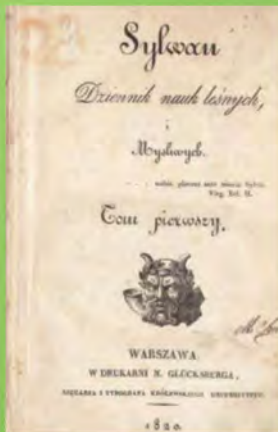 Sylwan
Dziennik nauk leśnych,
i
Myśliwych.
nobis placeant ante omnia Sylvæ.
Virg. Ecl. II.
Tom pierwszy.
WARSZAWA
W DRUKARNI N. GLÜCKSBERGA,
KSIĘGARZA I TYPOGRAFA KRÓLEWSKIEGO UNIWERSYTETU.
1820.